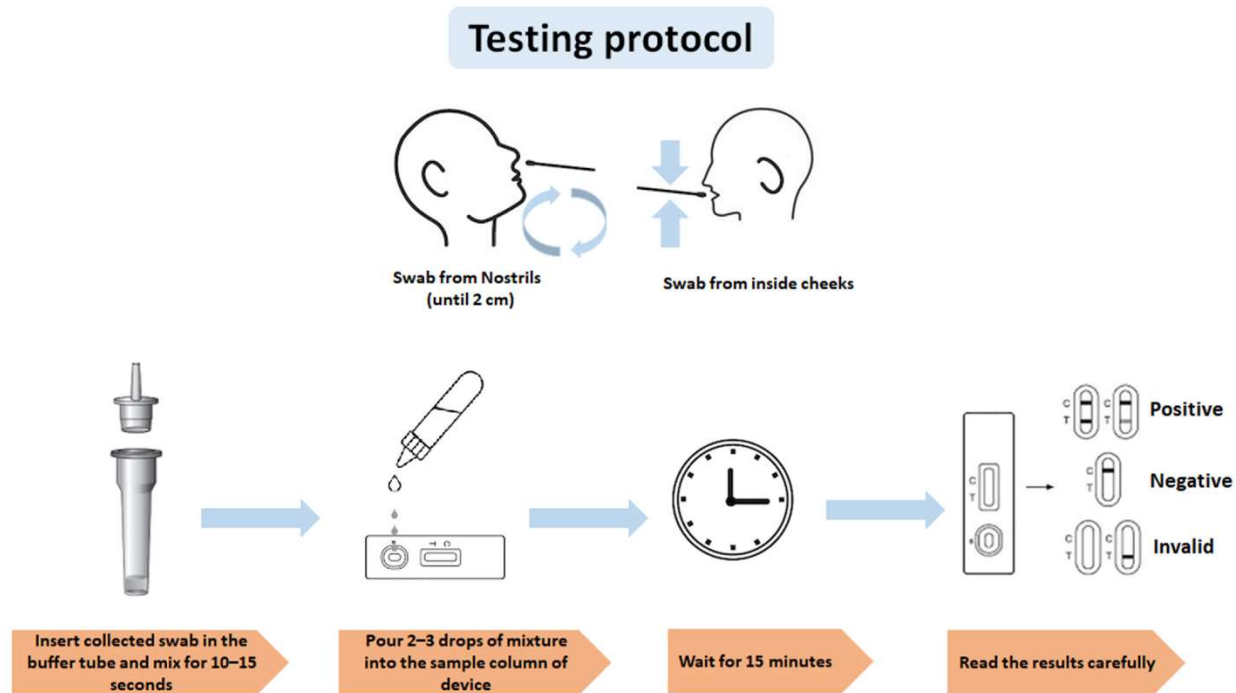 Testing protocol
Swab from Nostrils
(until 2 cm)
Swab from inside cheeks
C
T
Positive
C
T
Negative
C
T
C
T
Invalid
C
T
C
T
C
T
S
T C
Insert collected swab in the
buffer tube and mix for 10–15
seconds
Pour 2–3 drops of mixture
into the sample column of
device
Wait for 15 minutes
Read the results carefully